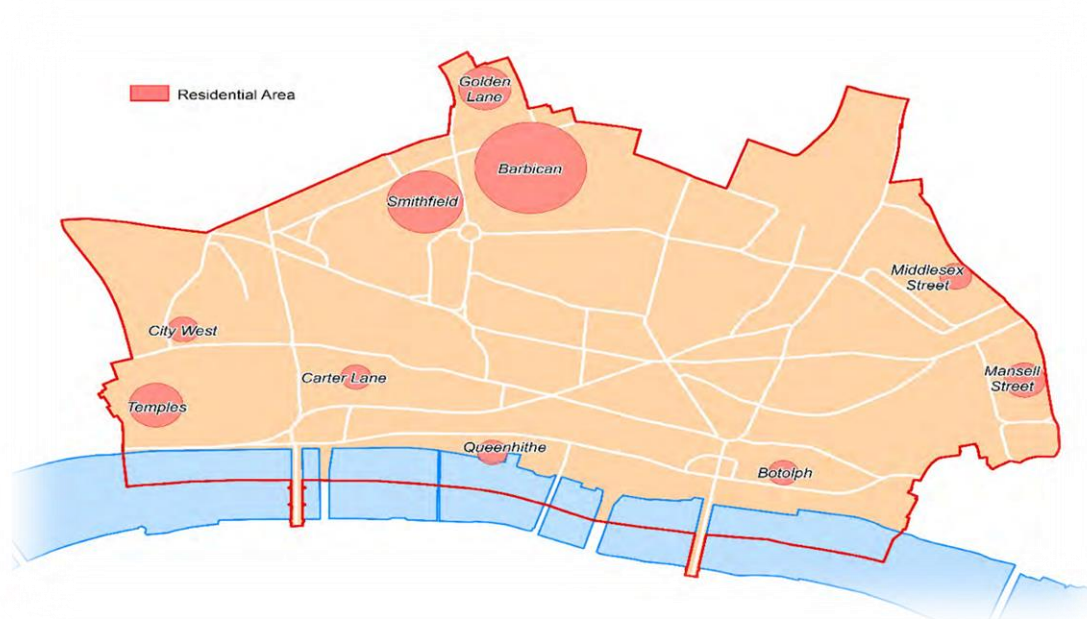 Residential Area
Golden
Lane
Barbican
Smithfield
Middlesex
Street
City West
Carter Lane
Mansell
Street
Temples
Queenhithe
Botolph